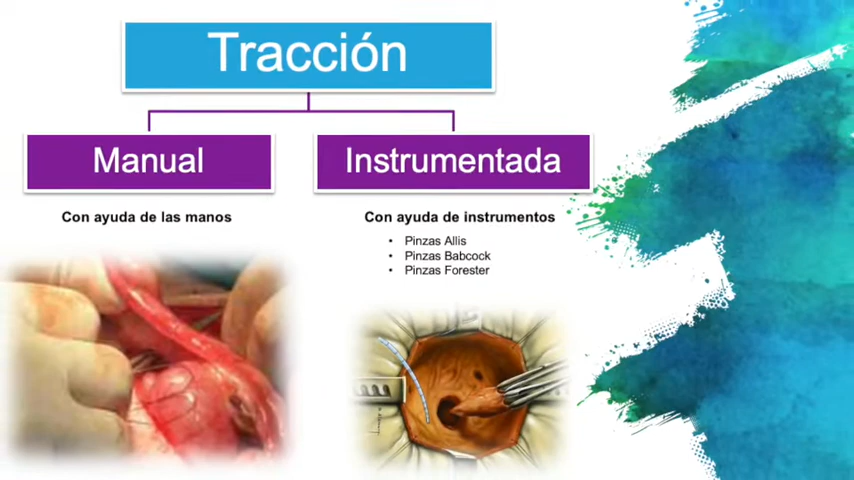 Tracción
Manual
Instrumentada
Con ayuda de las manos
Con ayuda de instrumentos
• Pinzas Allis
• Pinzas Babcock
• Pinzas Forester